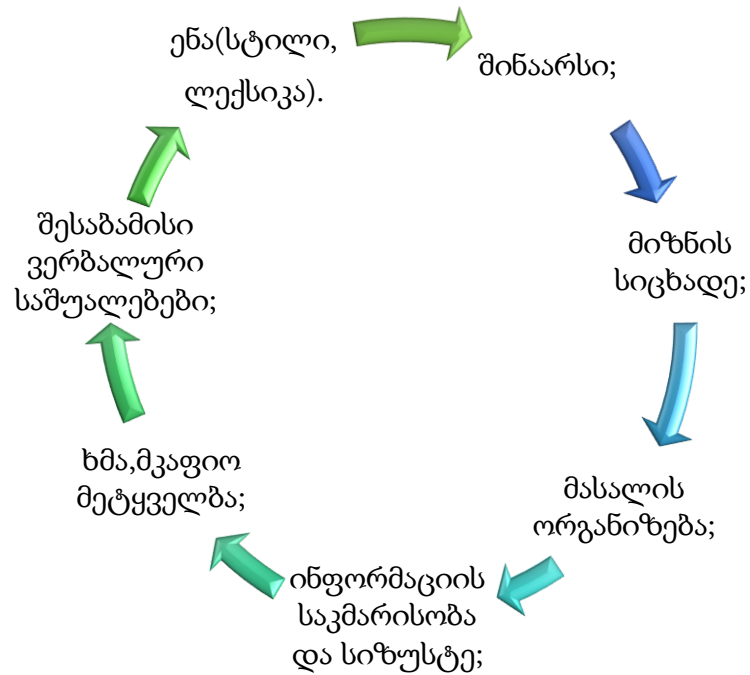 შინაარსი;
მიზნის
სიცხადე;
მასალის
ორგანიზება;
ინფორმაციის
საკმარისობა
და სიზუსტე;
ხმა,მკაფიო
მეტყველბა;
შესაბამისი
ვერბალური
საშუალებები;
ენა(სტილი,
ლექსიკა).